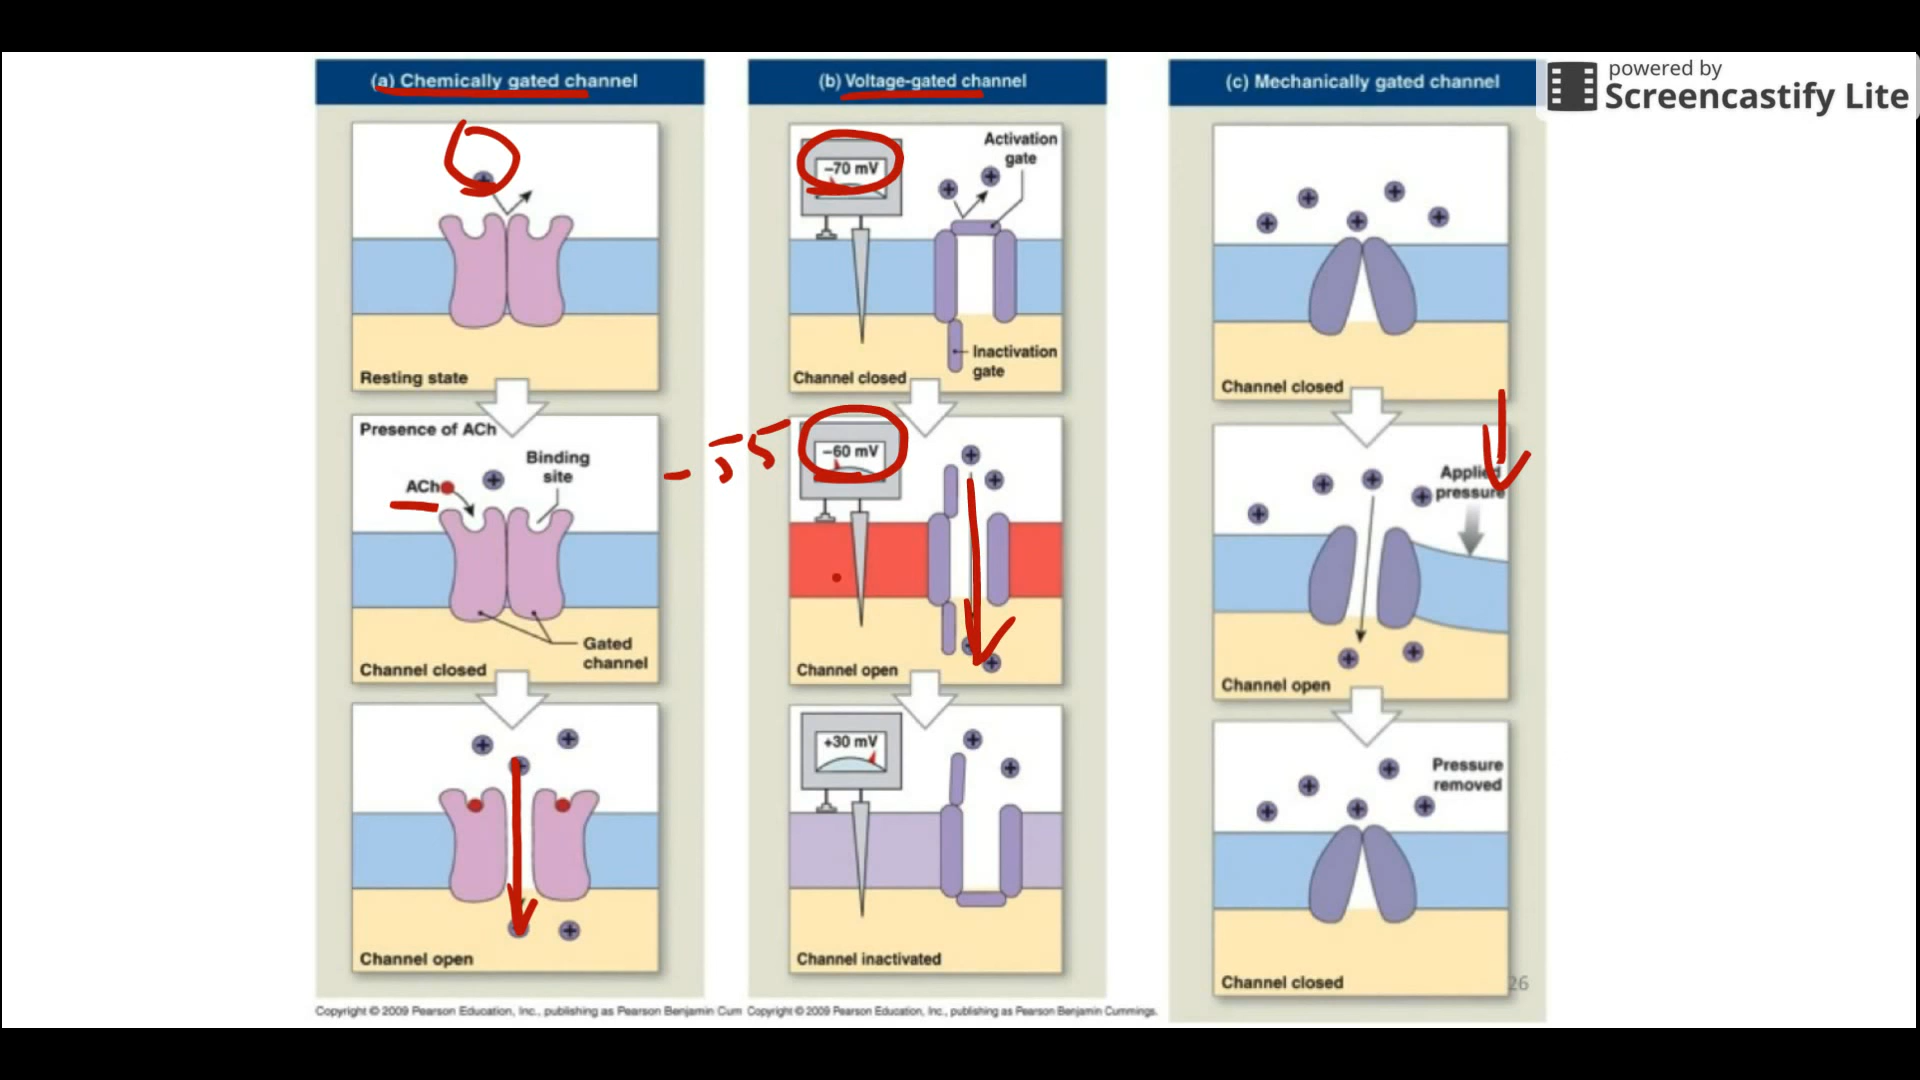 powered by
Screencastify Lite
(a) Chemically gated channel
Resting state
Presence of ACh
Binding
site
ACh
Gated
channel
Channel closed
Channel open
Copyright © 2009 Pearson Education, Inc., publishing as Pearson Benjamin Cum
(b) Voltage-gated channel
-70 mV
Activation
gate
Inactivation
gate
Channel closed
-55
-60 mV
Channel open
+30 mV
Channel inactivated
Copyright © 2009 Pearson Education, Inc., publishing as Pearson Benjamin Cummings.
(c) Mechanically gated channel
Channel closed
Applied
pressure
Channel open
Pressure
removed
Channel closed
26